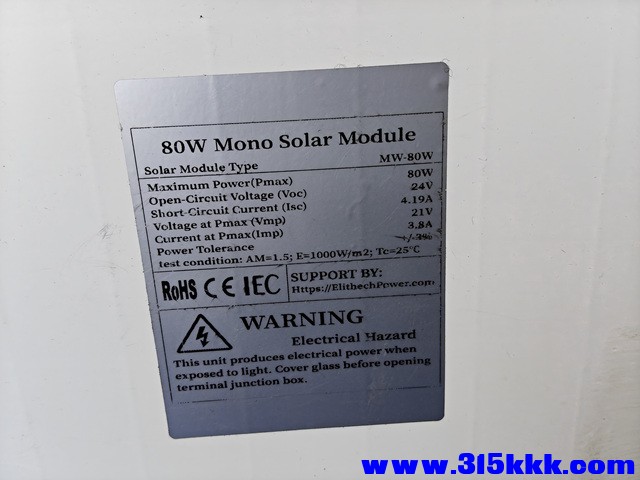 80W Mono Solar Module
Solar Module Type MW-80W
Maximum Power(Pmax) 80W
Open-Circuit Voltage (Voc) 24V
Short-Circuit Current (Isc) 4.19A
Voltage at Pmax (Vmp) 21V
Current at Pmax(Imp) 3.8A
Power Tolerance +/-3%
test condition: AM=1.5; E=1000W/m2; Tc=25°C
RoHS CE IEC
SUPPORT BY:
Https://ElithechPower.com
WARNING
Electrical Hazard
This unit produces electrical power when
exposed to light. Cover glass before opening
terminal junction box.
www.315kkk.com